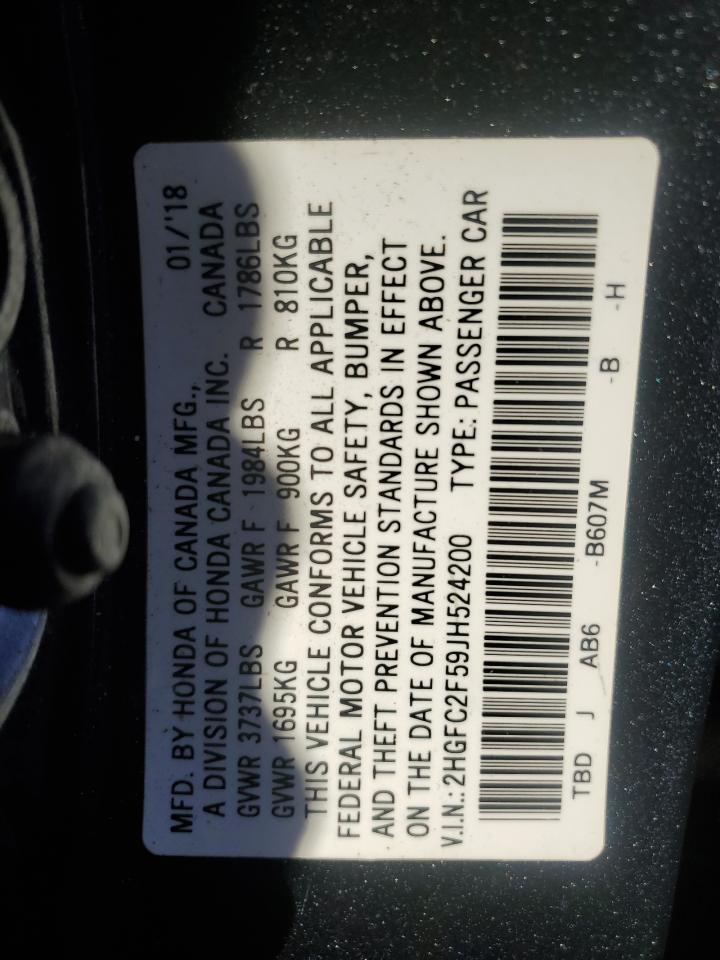 MFD. BY HONDA OF CANADA MFG., 01/'18
A DIVISION OF HONDA CANADA INC. CANADA
GVWR 3737LBS GAWR F 1984LBS R 1786LBS
GVWR 1695KG GAWR F 900KG R 810KG
THIS VEHICLE CONFORMS TO ALL APPLICABLE
FEDERAL MOTOR VEHICLE SAFETY, BUMPER,
AND THEFT PREVENTION STANDARDS IN EFFECT
ON THE DATE OF MANUFACTURE SHOWN ABOVE.
V.I.N.: 2HGFC2F59JH524200 TYPE: PASSENGER CAR
TBD J AB6 -B607M -B -H